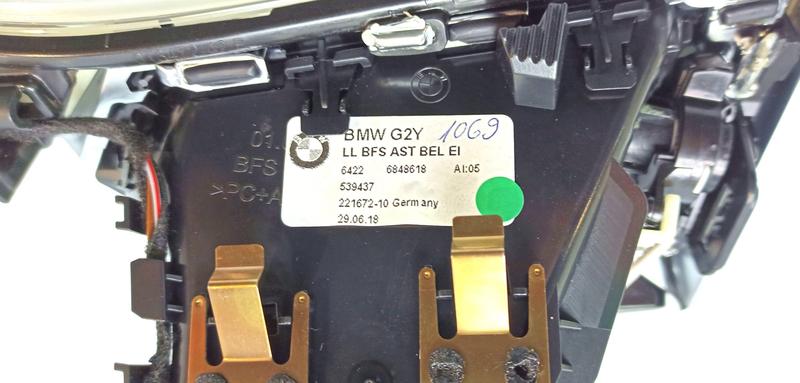 BMW G2Y 1069
LL BFS AST BEL EI
6422 6848618 AI:05
539437
221672-10 Germany
29.06.18
01.
BFS
>PC+A